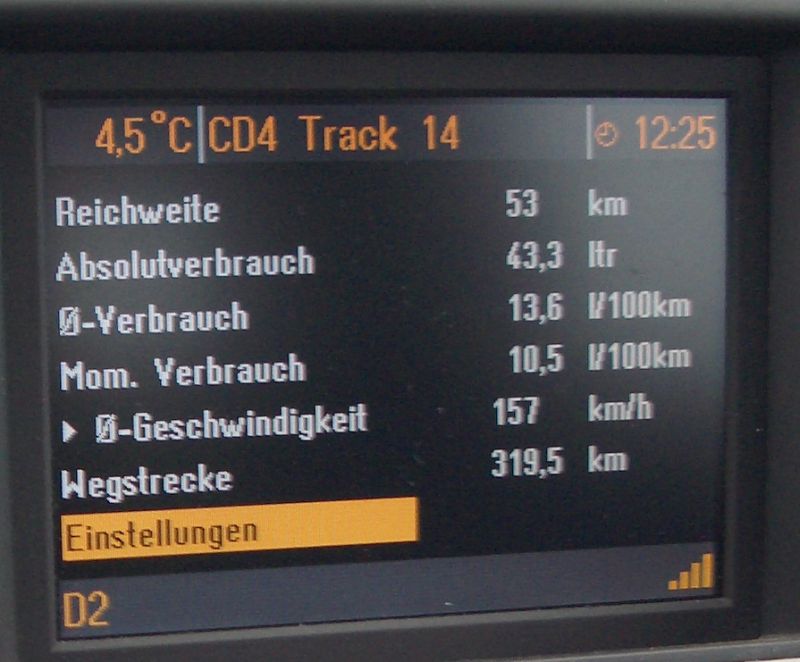 4,5°C CD4 Track 14 12:25
Reichweite 53 km
Absolutverbrauch 43,3 ltr
Ø-Verbrauch 13,6 l/100km
Mom. Verbrauch 10,5 l/100km
Ø-Geschwindigkeit 157 km/h
Wegstrecke 319,5 km
Einstellungen
D2